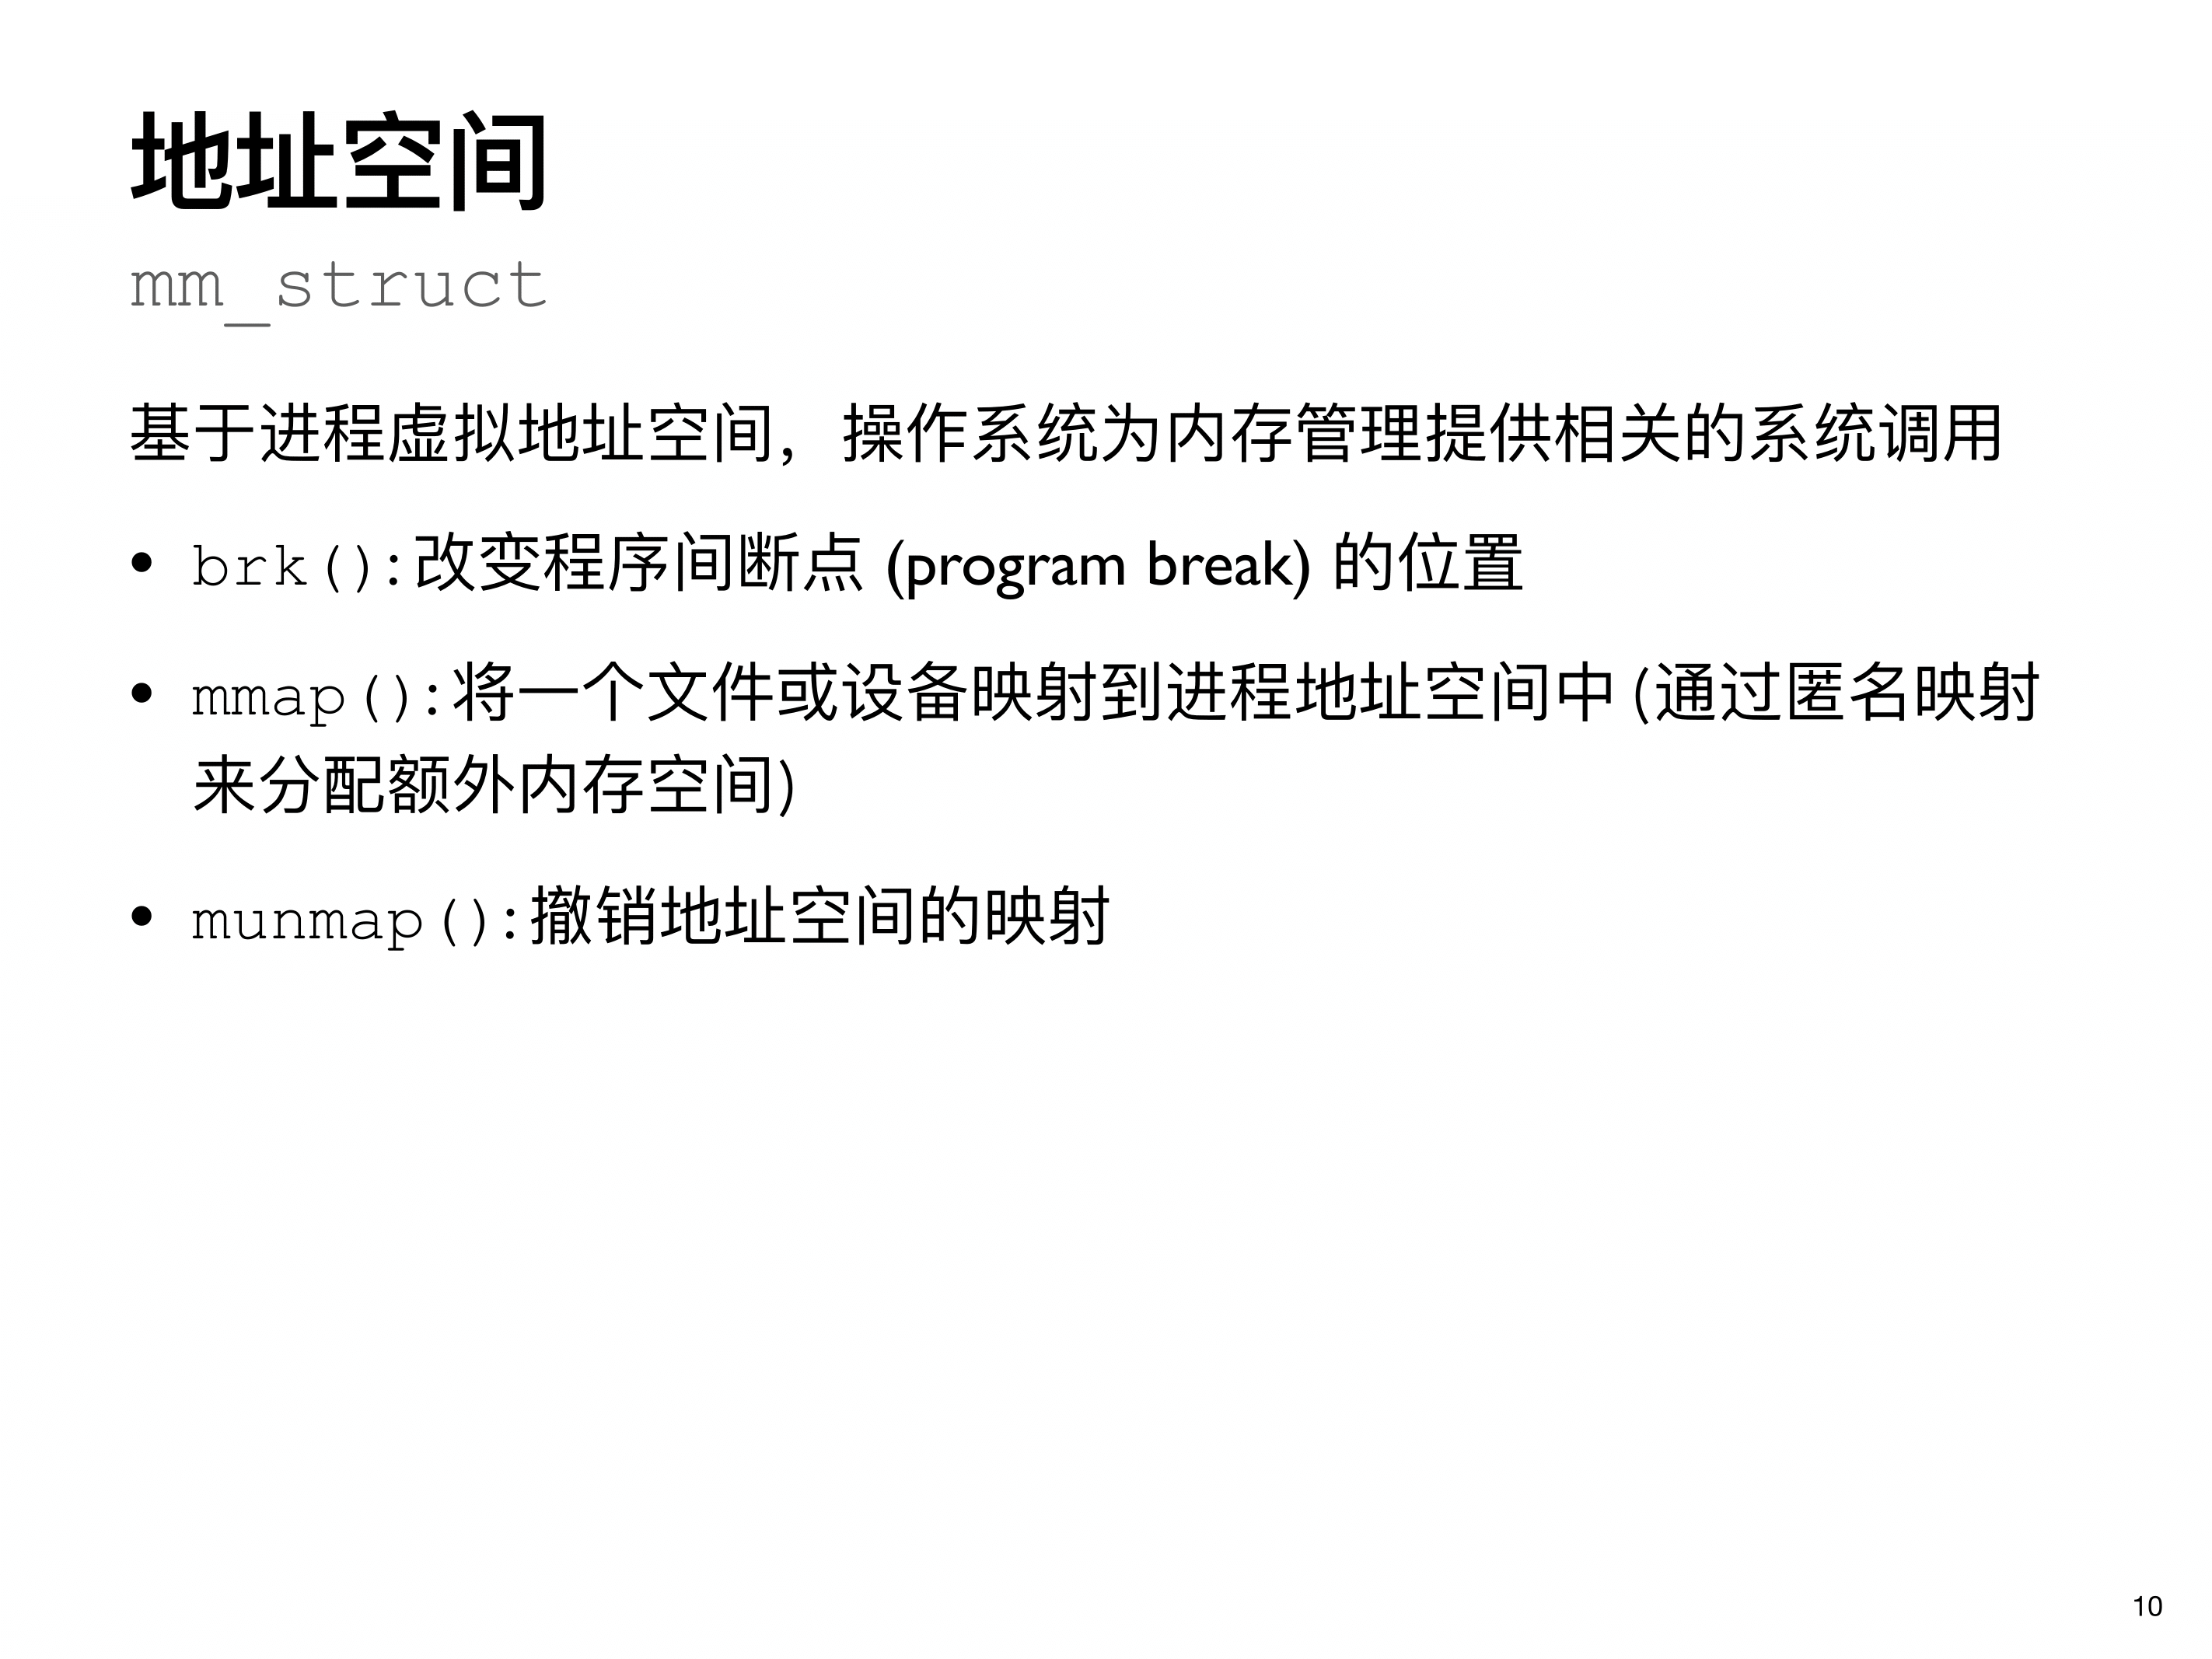 地址空间
mm_struct
基于进程虚拟地址空间，操作系统为内存管理提供相关的系统调用
• brk():改变程序间断点 (program break) 的位置
• mmap():将一个文件或设备映射到进程地址空间中 (通过匿名映射
来分配额外内存空间)
• munmap():撤销地址空间的映射
10